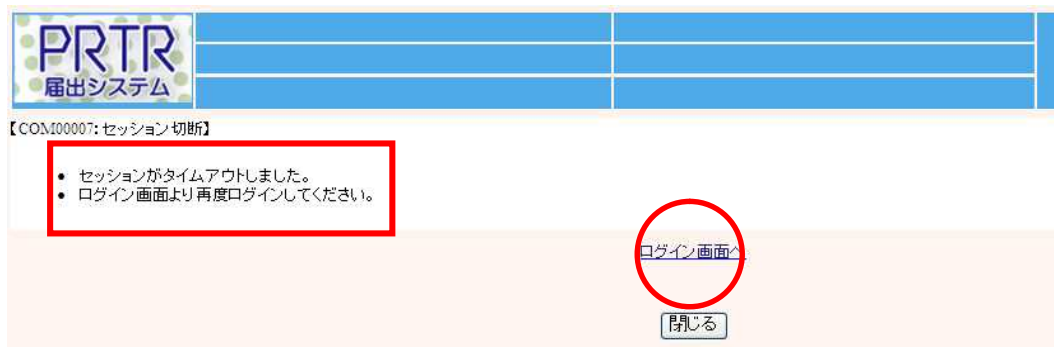 PRTR
届出システム
【COM00007:セッション切断】
• セッションがタイムアウトしました。
• ログイン画面より再度ログインしてください。
ログイン画面へ
閉じる